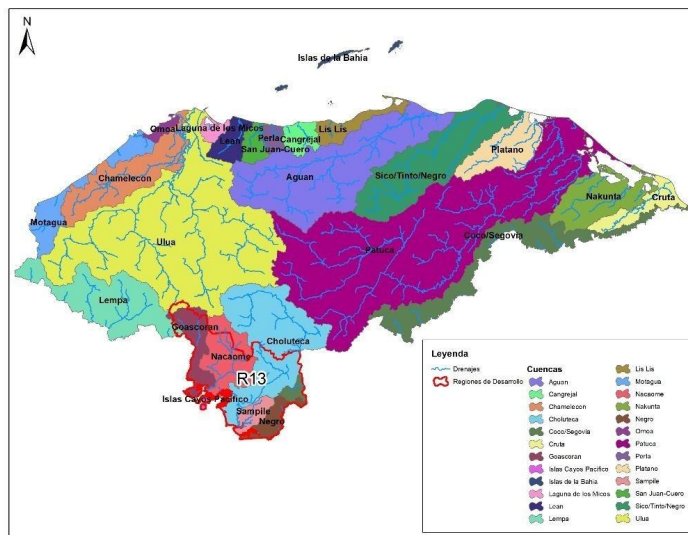 N
Islas de la Bahia
Omoa
Laguna de los Micos
Lean
San Juan-Cuero
Perla
Cangrejal
Lis Lis
Chamelecon
Motagua
Aguan
Sico/Tinto/Negro
Platano
Nakunta
Cruta
Ulua
Patuca
Coco/Segovia
Lempa
Goascoran
Choluteca
Nacaome
R13
Islas Cayos Pacifico
Sampile
Negro
Leyenda
Drenajes
Regiones de Desarrollo
Cuencas
Aguan
Cangrejal
Chamelecon
Choluteca
Coco/Segovia
Cruta
Goascoran
Islas Cayos Pacifico
Islas de la Bahia
Laguna de los Micos
Lean
Lempa
Lis Lis
Motagua
Nacaome
Nakunta
Negro
Omoa
Patuca
Perla
Platano
Sampile
San Juan-Cuero
Sico/Tinto/Negro
Ulua